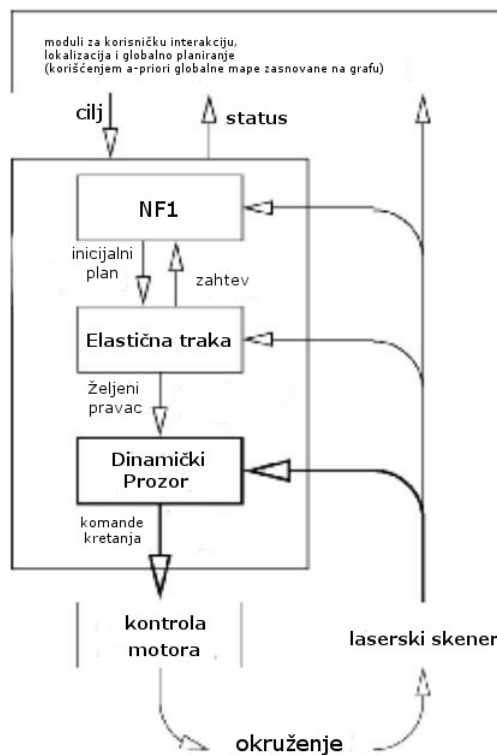 moduli za korisničku interakciju,
lokalizacija i globalno planiranje
(korišćenjem a-priori globalne mape zasnovane na grafu)
cilj
status
NF1
inicijalni
plan
zahtev
Elastična traka
Željeni
pravac
Dinamički
Prozor
komande
kretanja
kontrola
motora
laserski skener
okruženje